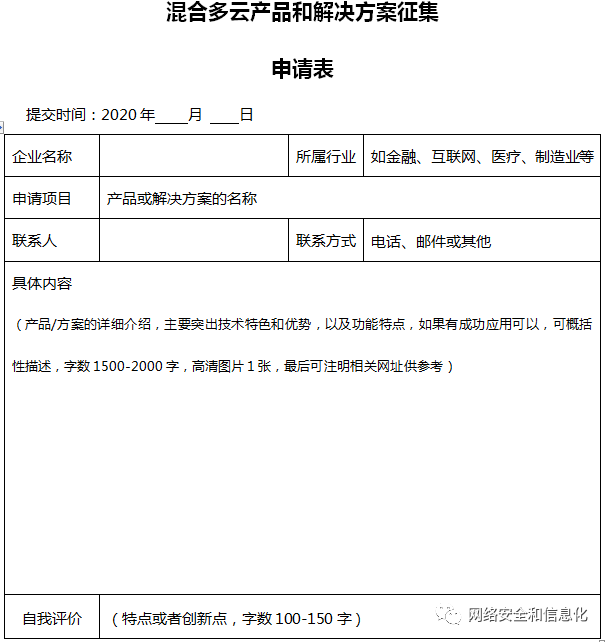 混合多云产品和解决方案征集
申请表
提交时间：2020 年____月 ____日
企业名称
所属行业 如金融、互联网、医疗、制造业等
申请项目 产品或解决方案的名称
联系人
联系方式 电话、邮件或其他
具体内容
（产品/方案的详细介绍，主要突出技术特色和优势，以及功能特点，如果有成功应用可以，可概括
性描述，字数 1500-2000 字，高清图片 1 张，最后可注明相关网址供参考）
自我评价 （特点或者创新点，字数 100-150 字）
网络安全和信息化